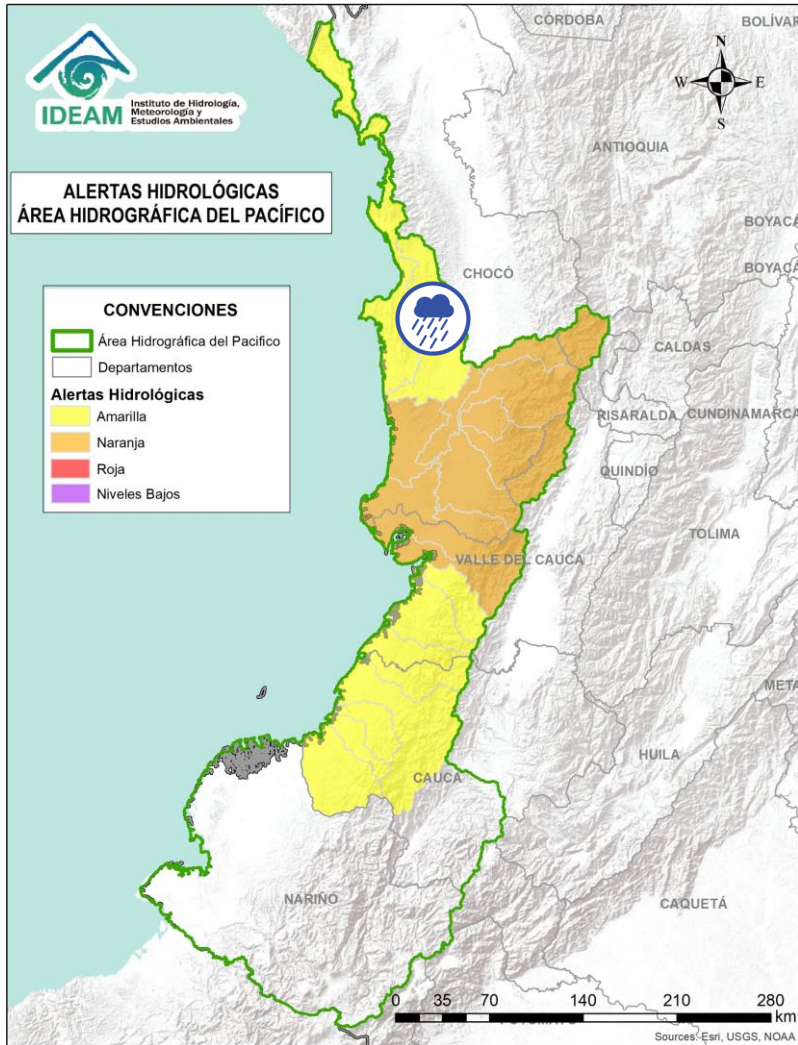 CÓRDOBA
BOLÍVAR
N
W
E
S
IDEAM
Instituto de Hidrología,
Meteorología y
Estudios Ambientales
ANTIOQUIA
ALERTAS HIDROLÓGICAS
ÁREA HIDROGRÁFICA DEL PACÍFICO
BOYACÁ
BOYACÁ
CHOCÓ
CONVENCIONES
Área Hidrográfica del Pacifico
Departamentos
Alertas Hidrológicas
Amarilla
Naranja
Roja
Niveles Bajos
CALDAS
RISARALDA
CUNDINAMARCA
QUINDÍO
TOLIMA
VALLE DEL CAUCA
META
HUILA
CAUCA
NARIÑO
CAQUETÁ
0 35 70 140 210 280
km
Sources: Esri, USGS, NOAA